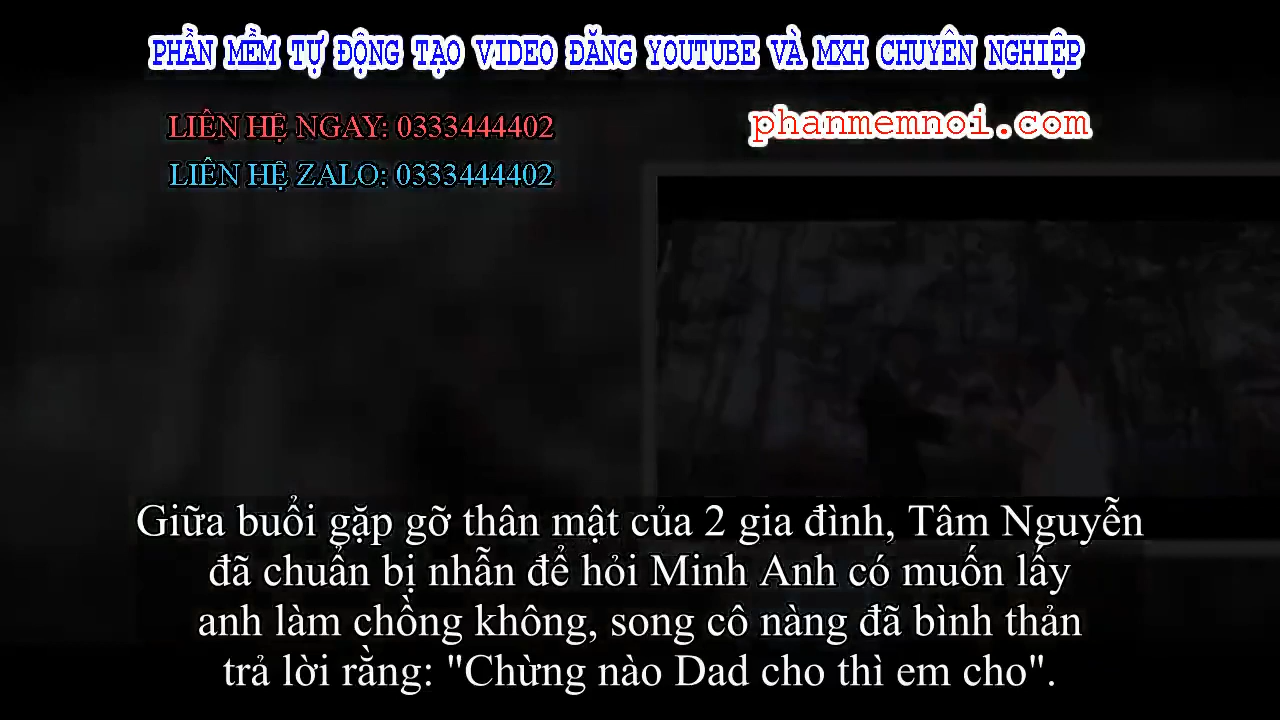 PHẦN MỀM TỰ ĐỘNG TẠO VIDEO ĐĂNG YOUTUBE VÀ MXH CHUYÊN NGHIỆP
LIÊN HỆ NGAY: 0333444402
phanmemnoi.com
LIÊN HỆ ZALO: 0333444402
Giữa buổi gặp gỡ thân mật của 2 gia đình, Tâm Nguyễn
đã chuẩn bị nhẫn để hỏi Minh Anh có muốn lấy
anh làm chồng không, song cô nàng đã bình thản
trả lời rằng: "Chừng nào Dad cho thì em cho".